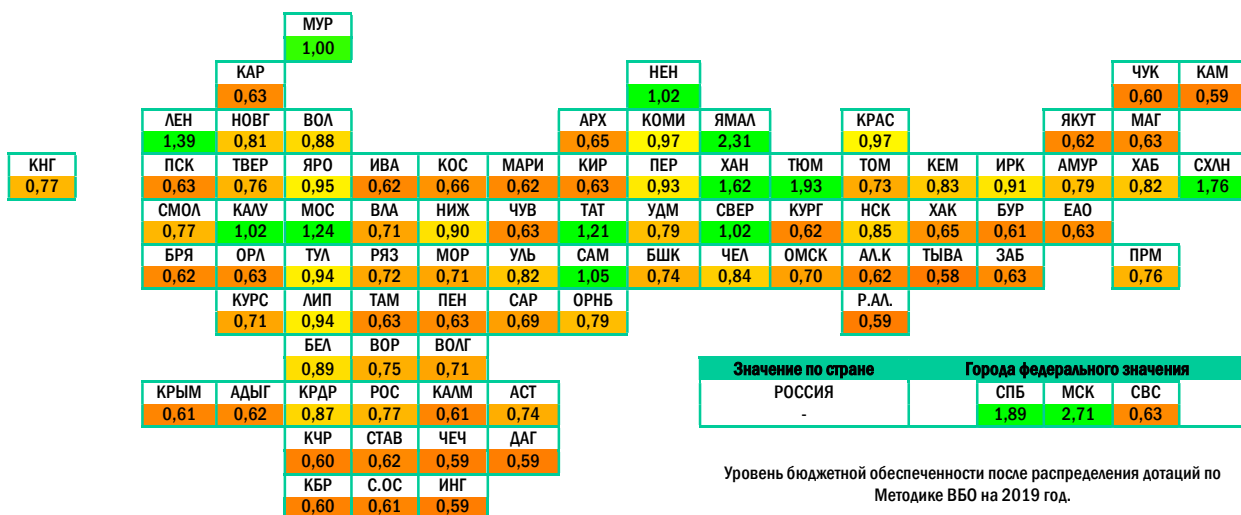 МУР
1,00
КАР НЕН ЧУК КАМ
0,63 1,02 0,60 0,59
ЛЕН НОВГ ВОЛ АРХ КОМИ ЯМАЛ КРАС ЯКУТ МАГ
1,39 0,81 0,88 0,65 0,97 2,31 0,97 0,62 0,63
КНГ ПСК ТВЕР ЯРО ИВА КОС МАРИ КИР ПЕР ХАН ТЮМ ТОМ КЕМ ИРК АМУР ХАБ СХЛН
0,77 0,63 0,76 0,95 0,62 0,66 0,62 0,63 0,93 1,62 1,93 0,73 0,83 0,91 0,79 0,82 1,76
СМОЛ КАЛУ МОС ВЛА НИЖ ЧУВ ТАТ УДМ СВЕР КУРГ НСК ХАК БУР ЕАО
0,77 1,02 1,24 0,71 0,90 0,63 1,21 0,79 1,02 0,62 0,85 0,65 0,61 0,63
БРЯ ОРЛ ТУЛ РЯЗ МОР УЛЬ САМ БШК ЧЕЛ ОМСК АЛ.К ТЫВА ЗАБ ПРМ
0,62 0,63 0,94 0,72 0,71 0,82 1,05 0,74 0,84 0,70 0,62 0,58 0,63 0,76
КУРС ЛИП ТАМ ПЕН САР ОРНБ Р.АЛ.
0,71 0,94 0,63 0,63 0,69 0,79 0,59
БЕЛ ВОР ВОЛГ
0,89 0,75 0,71
Значение по стране Города федерального значения
КРЫМ АДЫГ КРДР РОС КАЛМ АСТ РОССИЯ СПБ МСК СВС
0,61 0,62 0,87 0,77 0,61 0,74 - 1,89 2,71 0,63
КЧР СТАВ ЧЕЧ ДАГ
0,60 0,62 0,59 0,59
КБР С.ОС ИНГ
0,60 0,61 0,59
Уровень бюджетной обеспеченности после распределения дотаций по
Методике ВБО на 2019 год.